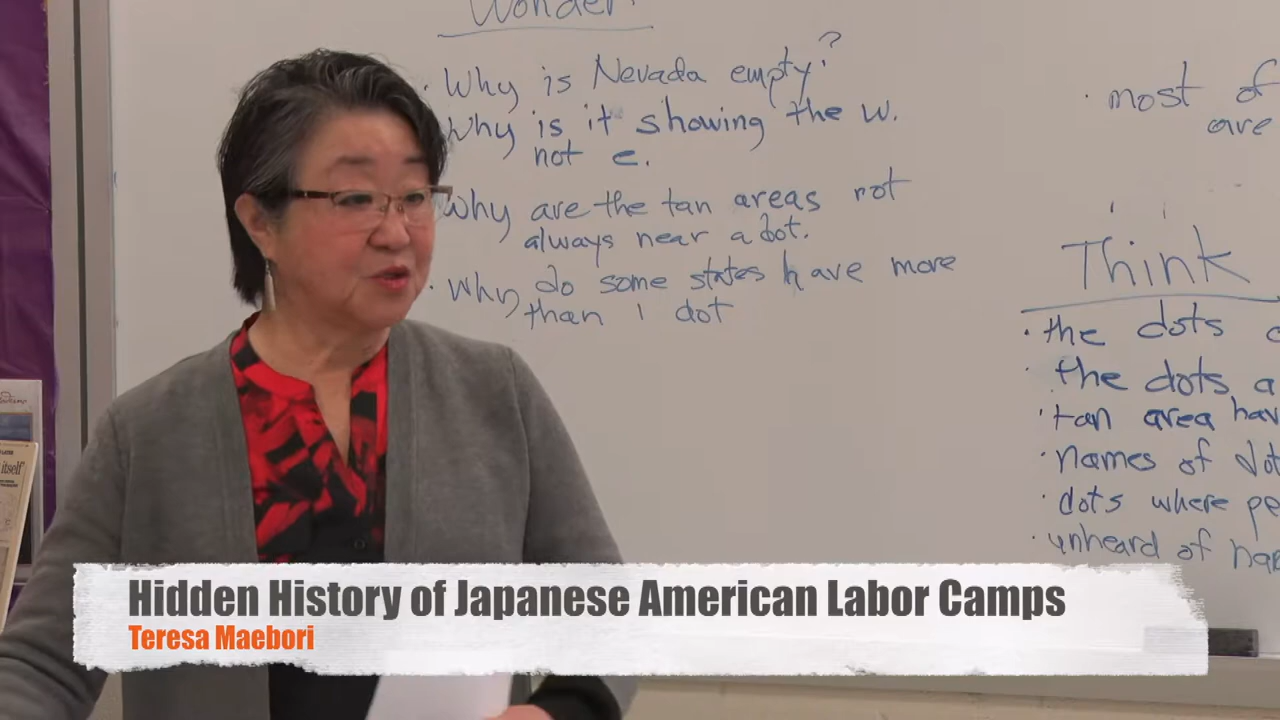 Wonder
· Why is Nevada empty?
Why is it showing the w.
not e.
Why are the tan areas not
always near a dot.
· Why do some states have more
than 1 dot
· most of
are
Think
· the dots
· the dots a
· tan area hav
· names of dot
· dots where pe
· unheard of
itself
Hidden History of Japanese American Labor Camps
Teresa Maebori